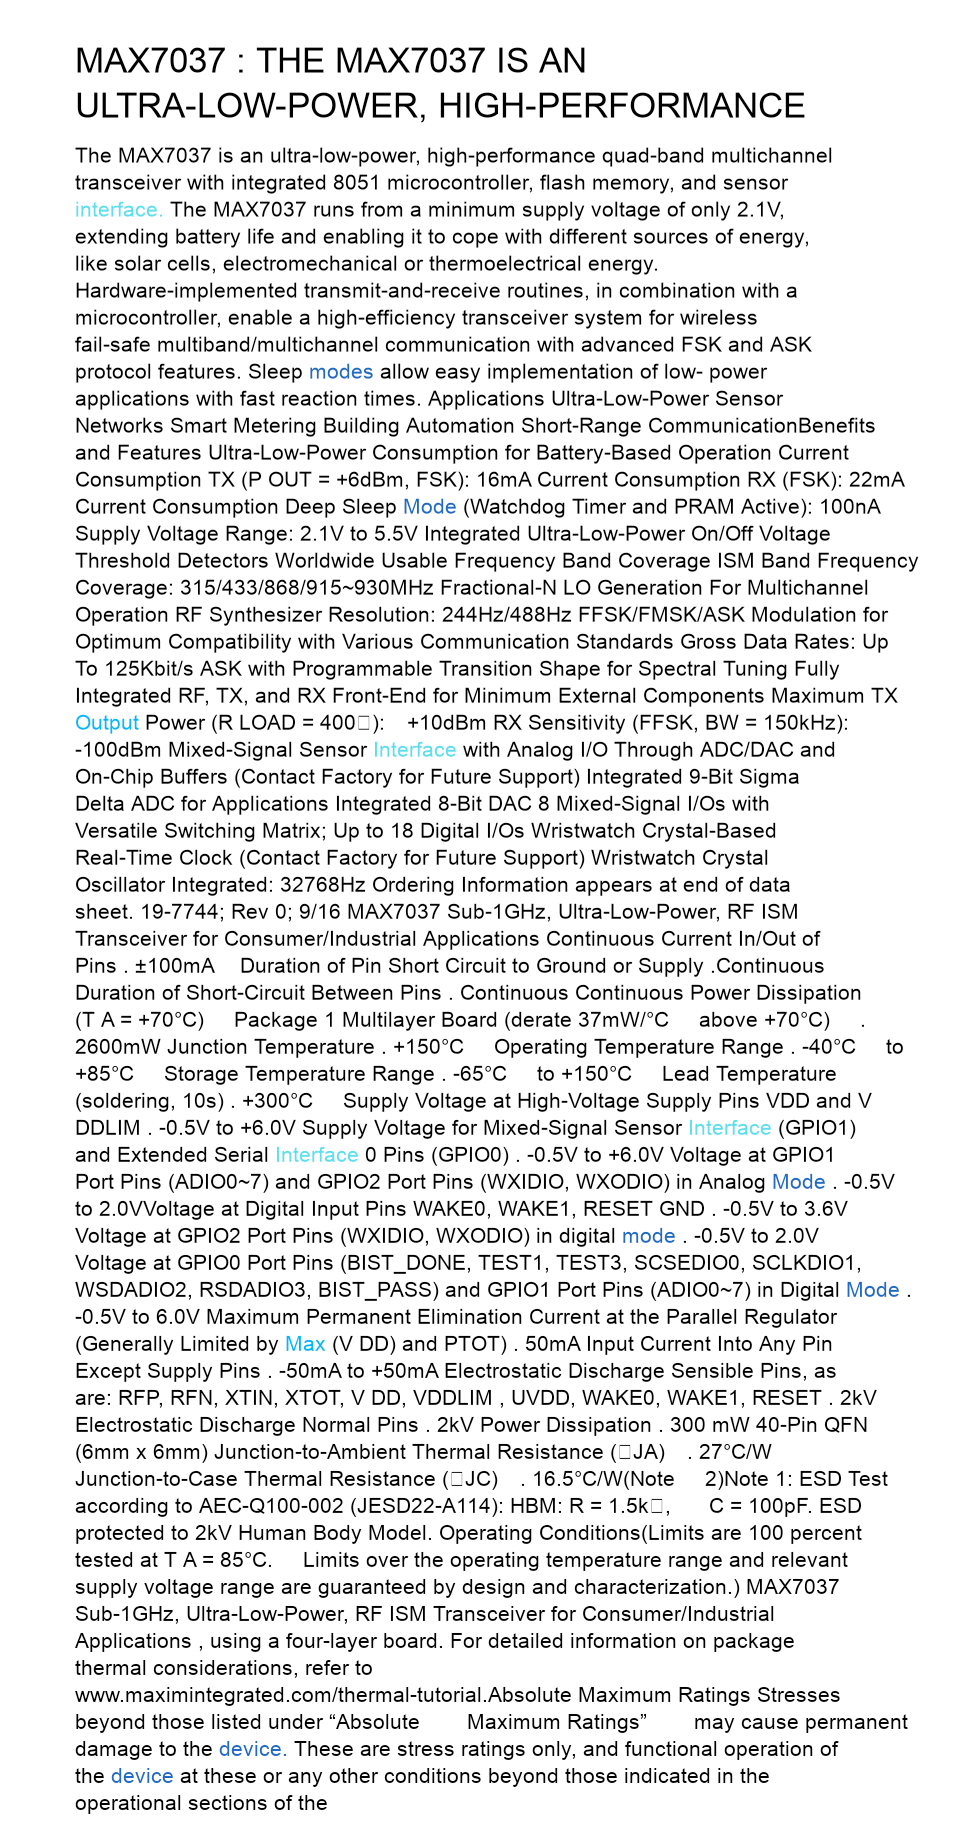 MAX7037 : THE MAX7037 IS AN
ULTRA-LOW-POWER, HIGH-PERFORMANCE
The MAX7037 is an ultra-low-power, high-performance quad-band multichannel
transceiver with integrated 8051 microcontroller, flash memory, and sensor
interface. The MAX7037 runs from a minimum supply voltage of only 2.1V,
extending battery life and enabling it to cope with different sources of energy,
like solar cells, electromechanical or thermoelectrical energy.
Hardware-implemented transmit-and-receive routines, in combination with a
microcontroller, enable a high-efficiency transceiver system for wireless
fail-safe multiband/multichannel communication with advanced FSK and ASK
protocol features. Sleep modes allow easy implementation of low- power
applications with fast reaction times. Applications Ultra-Low-Power Sensor
Networks Smart Metering Building Automation Short-Range CommunicationBenefits
and Features Ultra-Low-Power Consumption for Battery-Based Operation Current
Consumption TX (P OUT = +6dBm, FSK): 16mA Current Consumption RX (FSK): 22mA
Current Consumption Deep Sleep Mode (Watchdog Timer and PRAM Active): 100nA
Supply Voltage Range: 2.1V to 5.5V Integrated Ultra-Low-Power On/Off Voltage
Threshold Detectors Worldwide Usable Frequency Band Coverage ISM Band Frequency
Coverage: 315/433/868/915~930MHz Fractional-N LO Generation For Multichannel
Operation RF Synthesizer Resolution: 244Hz/488Hz FFSK/FMSK/ASK Modulation for
Optimum Compatibility with Various Communication Standards Gross Data Rates: Up
To 125Kbit/s ASK with Programmable Transition Shape for Spectral Tuning Fully
Integrated RF, TX, and RX Front-End for Minimum External Components Maximum TX
Output Power (R LOAD = 400□): +10dBm RX Sensitivity (FFSK, BW = 150kHz):
-100dBm Mixed-Signal Sensor Interface with Analog I/O Through ADC/DAC and
On-Chip Buffers (Contact Factory for Future Support) Integrated 9-Bit Sigma
Delta ADC for Applications Integrated 8-Bit DAC 8 Mixed-Signal I/Os with
Versatile Switching Matrix; Up to 18 Digital I/Os Wristwatch Crystal-Based
Real-Time Clock (Contact Factory for Future Support) Wristwatch Crystal
Oscillator Integrated: 32768Hz Ordering Information appears at end of data
sheet. 19-7744; Rev 0; 9/16 MAX7037 Sub-1GHz, Ultra-Low-Power, RF ISM
Transceiver for Consumer/Industrial Applications Continuous Current In/Out of
Pins . ±100mA Duration of Pin Short Circuit to Ground or Supply .Continuous
Duration of Short-Circuit Between Pins . Continuous Continuous Power Dissipation
(T A = +70°C) Package 1 Multilayer Board (derate 37mW/°C above +70°C) .
2600mW Junction Temperature . +150°C Operating Temperature Range . -40°C to
+85°C Storage Temperature Range . -65°C to +150°C Lead Temperature
(soldering, 10s) . +300°C Supply Voltage at High-Voltage Supply Pins VDD and V
DDLIM . -0.5V to +6.0V Supply Voltage for Mixed-Signal Sensor Interface (GPIO1)
and Extended Serial Interface 0 Pins (GPIO0) . -0.5V to +6.0V Voltage at GPIO1
Port Pins (ADIO0~7) and GPIO2 Port Pins (WXIDIO, WXODIO) in Analog Mode . -0.5V
to 2.0VVoltage at Digital Input Pins WAKE0, WAKE1, RESET GND . -0.5V to 3.6V
Voltage at GPIO2 Port Pins (WXIDIO, WXODIO) in digital mode . -0.5V to 2.0V
Voltage at GPIO0 Port Pins (BIST_DONE, TEST1, TEST3, SCSEDIO0, SCLKDIO1,
WSDADIO2, RSDADIO3, BIST_PASS) and GPIO1 Port Pins (ADIO0~7) in Digital Mode .
-0.5V to 6.0V Maximum Permanent Elimination Current at the Parallel Regulator
(Generally Limited by Max (V DD) and PTOT) . 50mA Input Current Into Any Pin
Except Supply Pins . -50mA to +50mA Electrostatic Discharge Sensible Pins, as
are: RFP, RFN, XTIN, XTOT, V DD, VDDLIM , UVDD, WAKE0, WAKE1, RESET . 2kV
Electrostatic Discharge Normal Pins . 2kV Power Dissipation . 300 mW 40-Pin QFN
(6mm x 6mm) Junction-to-Ambient Thermal Resistance (□JA) . 27°C/W
Junction-to-Case Thermal Resistance (□JC) . 16.5°C/W(Note 2)Note 1: ESD Test
according to AEC-Q100-002 (JESD22-A114): HBM: R = 1.5k□, C = 100pF. ESD
protected to 2kV Human Body Model. Operating Conditions(Limits are 100 percent
tested at T A = 85°C. Limits over the operating temperature range and relevant
supply voltage range are guaranteed by design and characterization.) MAX7037
Sub-1GHz, Ultra-Low-Power, RF ISM Transceiver for Consumer/Industrial
Applications , using a four-layer board. For detailed information on package
thermal considerations, refer to
www.maximintegrated.com/thermal-tutorial.Absolute Maximum Ratings Stresses
beyond those listed under “Absolute Maximum Ratings” may cause permanent
damage to the device. These are stress ratings only, and functional operation of
the device at these or any other conditions beyond those indicated in the
operational sections of the